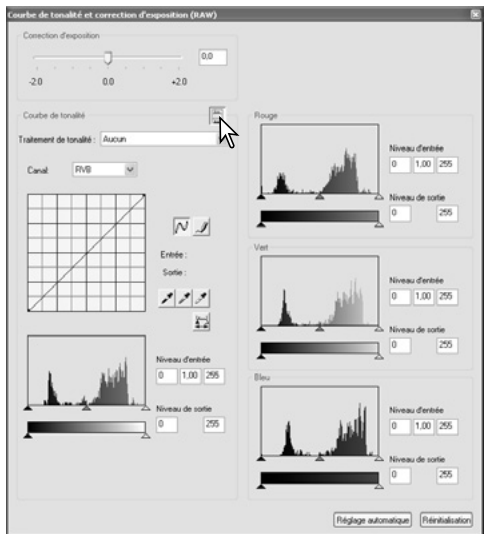 Courbe de tonalité et correction d'exposition (RAW)
Correction d'exposition
0,0
-2.0 0.0 +2.0
Courbe de tonalité
Traitement de tonalité : Aucun
Canal: RVB
Entrée :
Sortie :
Niveau d'entrée
0 1,00 255
Niveau de sortie
0 255
Rouge
Niveau d'entrée
0 1,00 255
Niveau de sortie
0 255
Vert
Niveau d'entrée
0 1,00 255
Niveau de sortie
0 255
Bleu
Niveau d'entrée
0 1,00 255
Niveau de sortie
0 255
Réglage automatique Réinitialisation